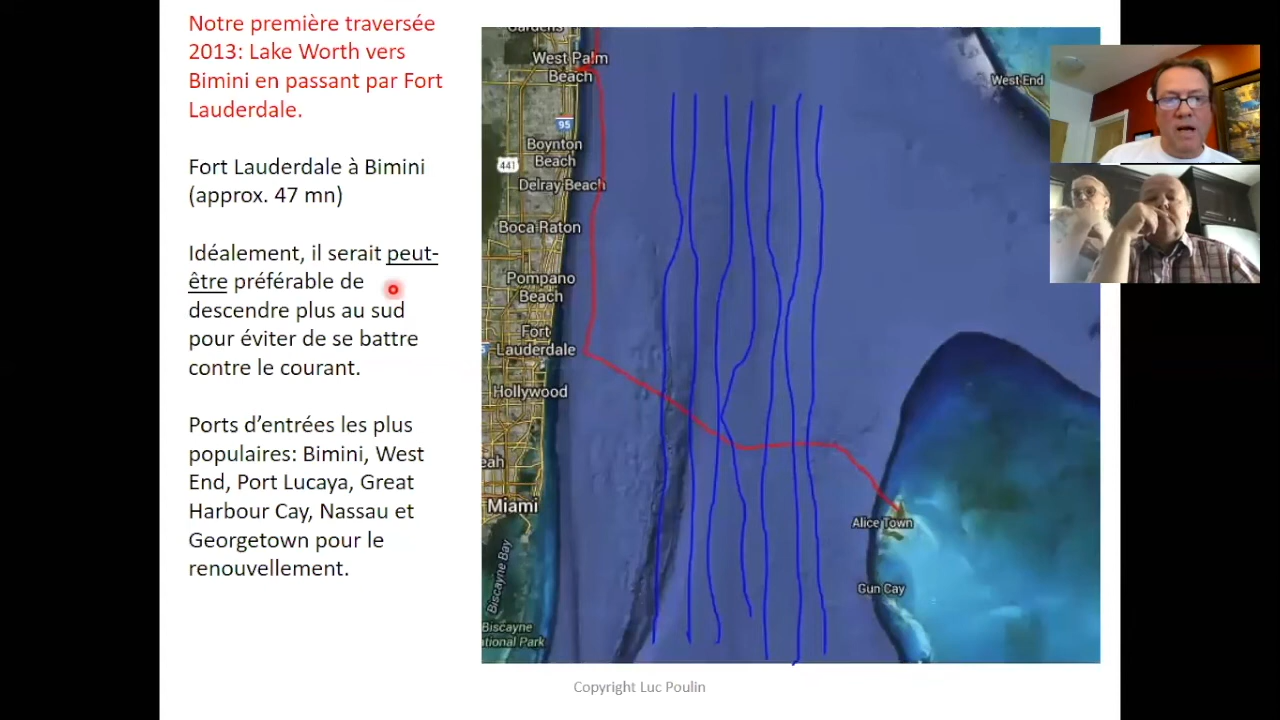 Notre première traversée
2013: Lake Worth vers
Bimini en passant par Fort
Lauderdale.
Fort Lauderdale à Bimini
(approx. 47 mn)
Idéalement, il serait peut-
être préférable de
descendre plus au sud
pour éviter de se battre
contre le courant.
Ports d’entrées les plus
populaires: Bimini, West
End, Port Lucaya, Great
Harbour Cay, Nassau et
Georgetown pour le
renouvellement.
Gardens
West Palm
Beach
West End
95
Boynton
Beach
441
Delray Beach
Boca Raton
Pompano
Beach
Fort
Lauderdale
Hollywood
eah
Miami
Alice Town
Biscayne Bay
Gun Cay
Biscayne
ational Park
Copyright Luc Poulin